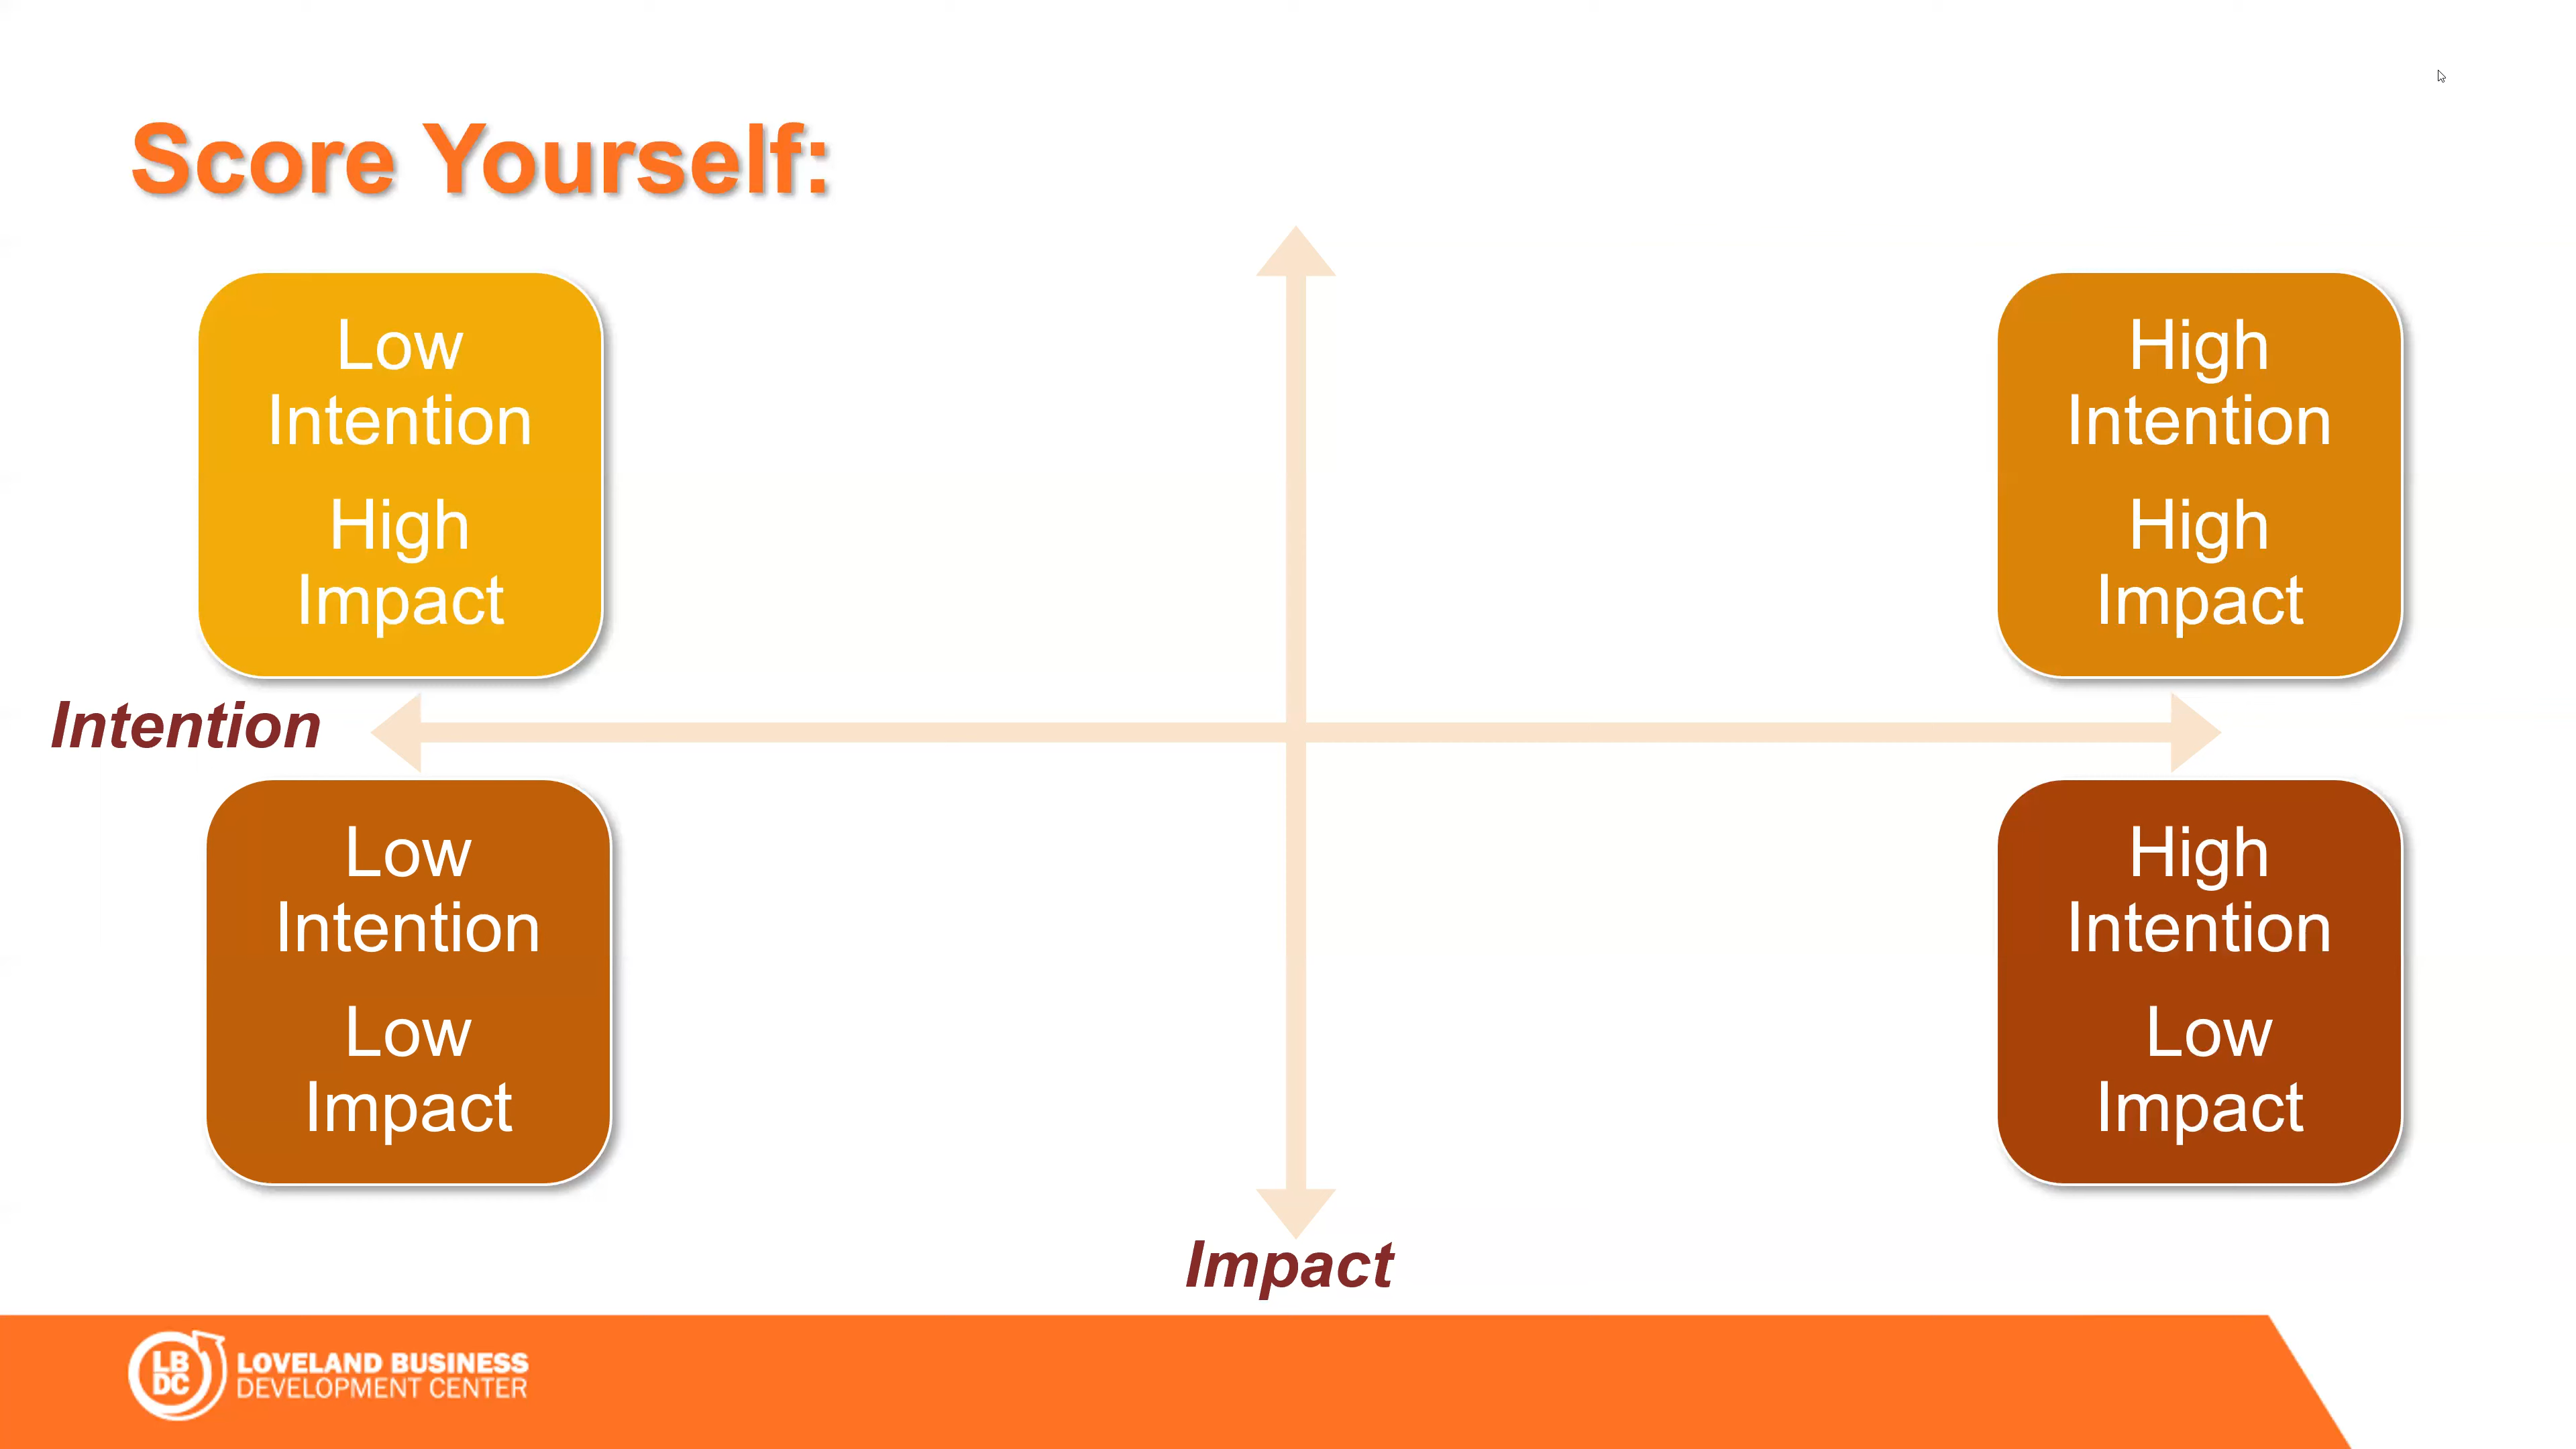 Score Yourself:
Low
Intention
High
Impact
High
Intention
High
Impact
Intention
Low
Intention
Low
Impact
High
Intention
Low
Impact
Impact
LB
DC
LOVELAND BUSINESS
DEVELOPMENT CENTER